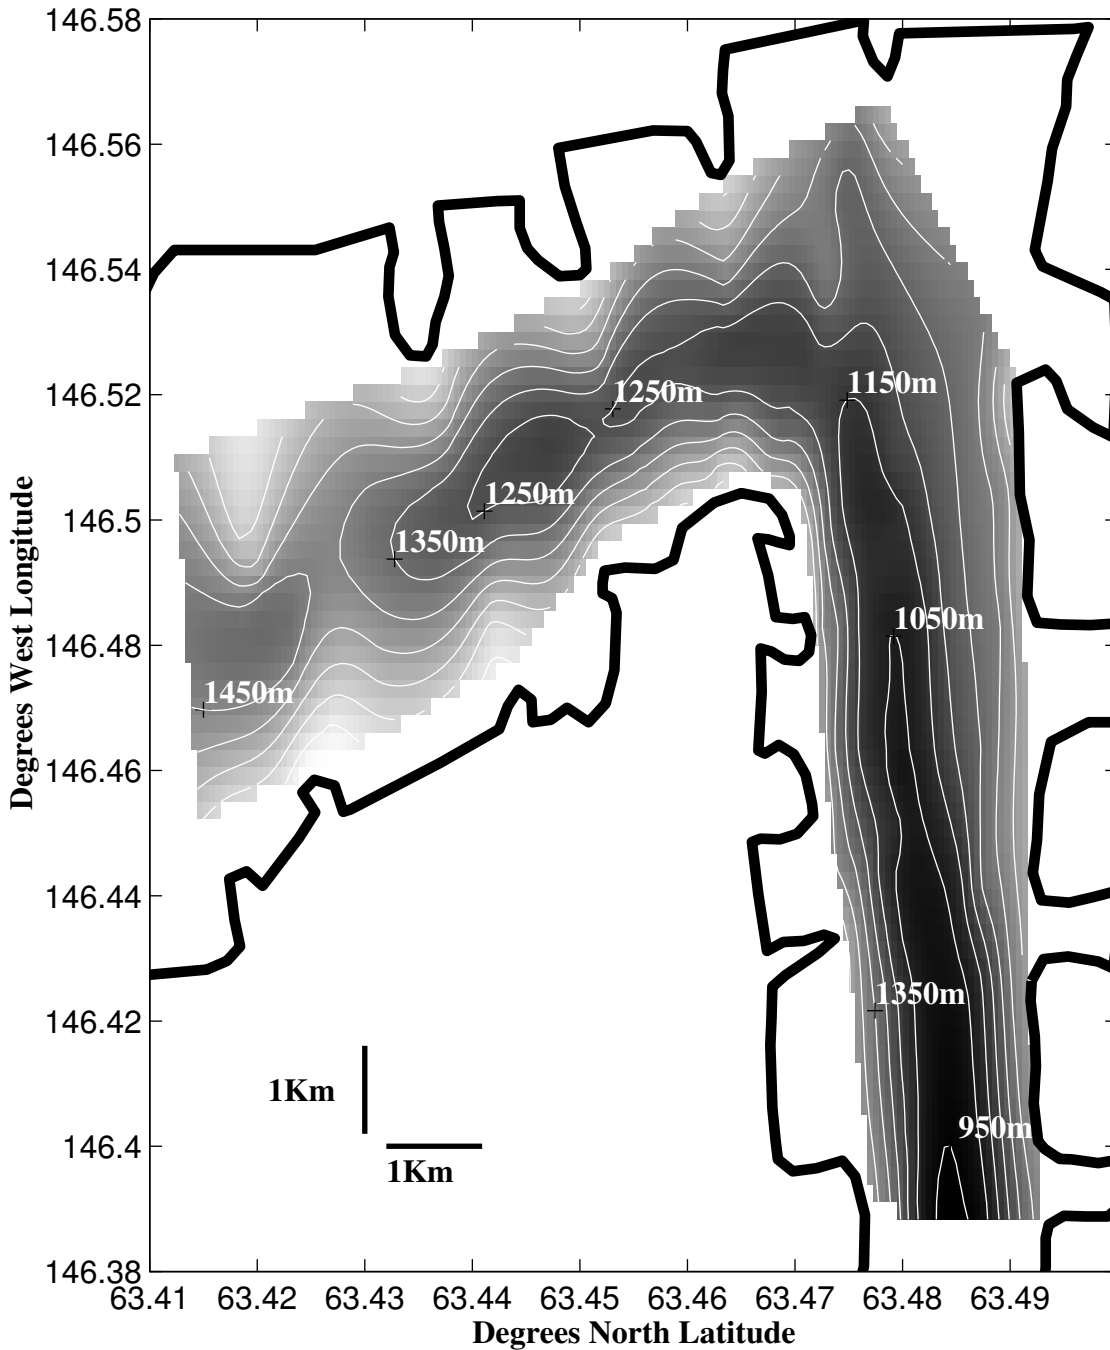 146.58
146.56
146.54
146.52
146.5
146.48
146.46
146.44
146.42
146.4
146.38
Degrees West Longitude
1250m
1150m
1250m
1350m
1050m
1450m
1350m
950m
1Km
1Km
63.41 63.42 63.43 63.44 63.45 63.46 63.47 63.48 63.49
Degrees North Latitude